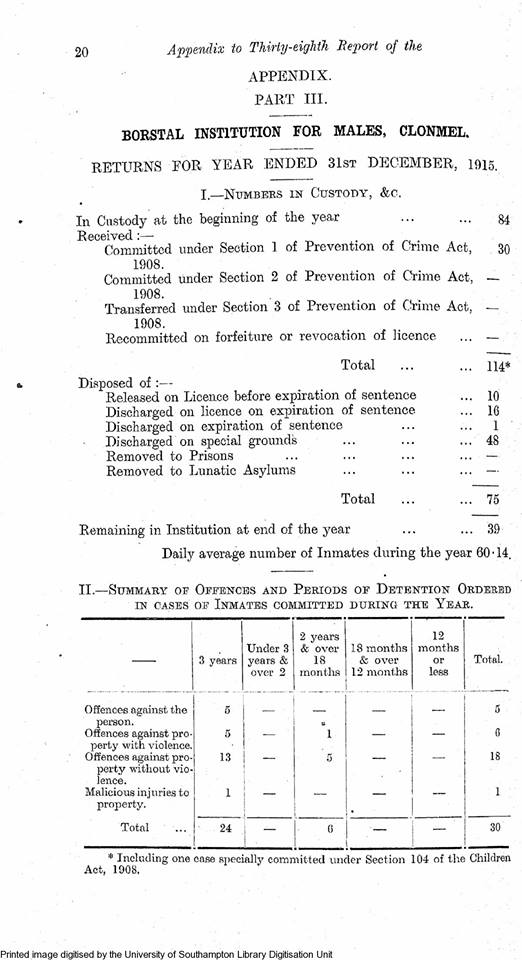 20 Appendix to Thirty-eighth Report of the
APPENDIX.
PART III.
BORSTAL INSTITUTION FOR MALES, CLONMEL.
RETURNS FOR YEAR ENDED 31ST DECEMBER, 1915.
I.—NUMBERS IN CUSTODY, &C.
In Custody at the beginning of the year ... ... 84
Received :—
Committed under Section 1 of Prevention of Crime Act, 30
1908.
Committed under Section 2 of Prevention of Crime Act, —
1908.
Transferred under Section 3 of Prevention of Crime Act, —
1908.
Recommitted on forfeiture or revocation of licence ... —
Total ... ... 114*
Disposed of :—
Released on Licence before expiration of sentence ... 10
Discharged on licence on expiration of sentence ... 16
Discharged on expiration of sentence ... ... 1
Discharged on special grounds ... ... ... 48
Removed to Prisons ... ... ... ... —
Removed to Lunatic Asylums ... ... ... —
Total ... ... 75
Remaining in Institution at end of the year ... ... 39
Daily average number of Inmates during the year 60·14.
II.—SUMMARY OF OFFENCES AND PERIODS OF DETENTION ORDERED
IN CASES OF INMATES COMMITTED DURING THE YEAR.
— 3 years Under 3 years & over 2 2 years & over 18 months 18 months & over 12 months 12 months or less Total.
Offences against the 5 — — — — 5
person.
Offences against pro- 5 — 1 — — 6
perty with violence.
Offences against pro- 13 — 5 — — 18
perty without vio-
lence.
Malicious injuries to 1 — — — — 1
property.
Total ... 24 — 6 — — 30
* Including one case specially committed under Section 104 of the Children
Act, 1908.
Printed image digitised by the University of Southampton Library Digitisation Unit